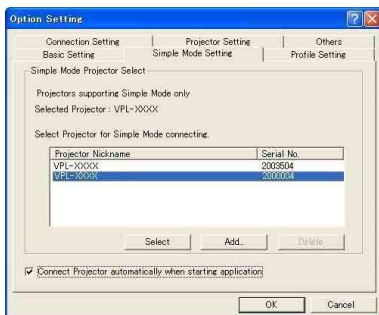 Option Setting
Connection Setting
Projector Setting
Others
Basic Setting
Simple Mode Setting
Profile Setting
Simple Mode Projector Select
Projectors supporting Simple Mode only
Selected Projector : VPL-XXXX
Select Projector for Simple Mode connecting.
Projector Nickname Serial No.
VPL-XXXX 2003504
VPL-XXXX 2000004
Select
Add...
Delete
Connect Projector automatically when starting application
OK
Cancel